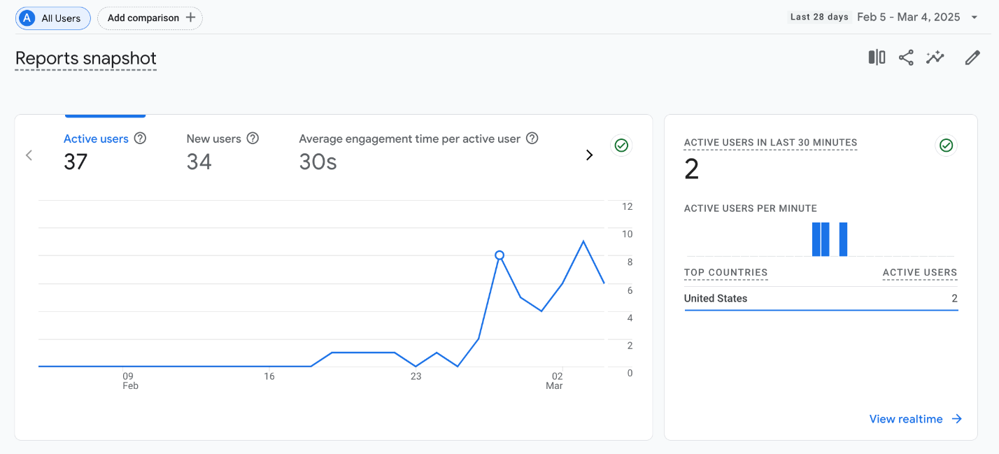 A All Users Add comparison + Last 28 days Feb 5 - Mar 4, 2025
Reports snapshot
Active users New users Average engagement time per active user
37 34 30s
12
10
8
6
4
2
0
09 16 23 02
Feb Mar
ACTIVE USERS IN LAST 30 MINUTES
2
ACTIVE USERS PER MINUTE
TOP COUNTRIES ACTIVE USERS
United States 2
View realtime